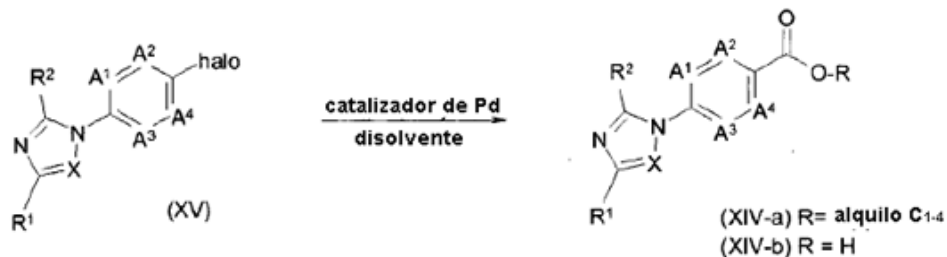 R² A¹ A² halo
N N A³ A⁴
X
R¹
(XV)
catalizador de Pd
disolvente
O
R² A¹ A² O-R
N N A³ A⁴
X
R¹
(XIV-a) R= alquilo C₁₋₄
(XIV-b) R = H